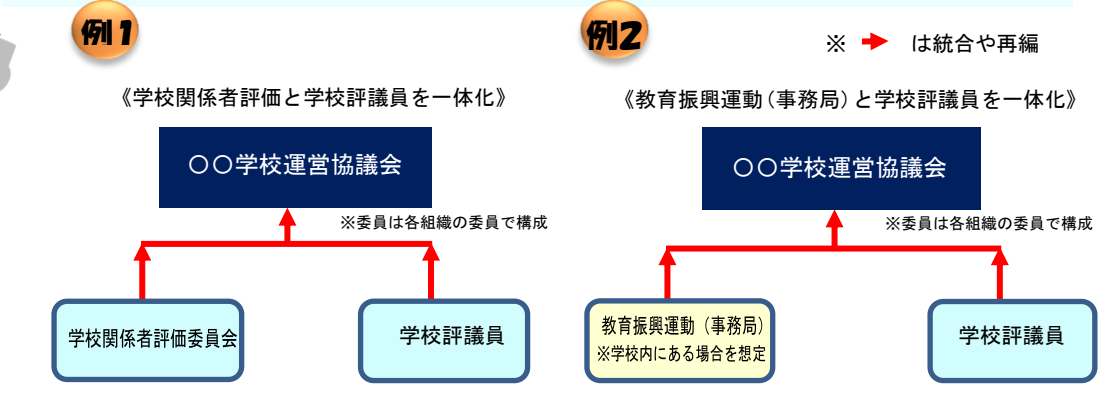 例1
《学校関係者評価と学校評議員を一体化》
〇〇学校運営協議会
※委員は各組織の委員で構成
学校関係者評価委員会
学校評議員
例2
※ は統合や再編
《教育振興運動(事務局)と学校評議員を一体化》
〇〇学校運営協議会
※委員は各組織の委員で構成
教育振興運動(事務局)
※学校内にある場合を想定
学校評議員